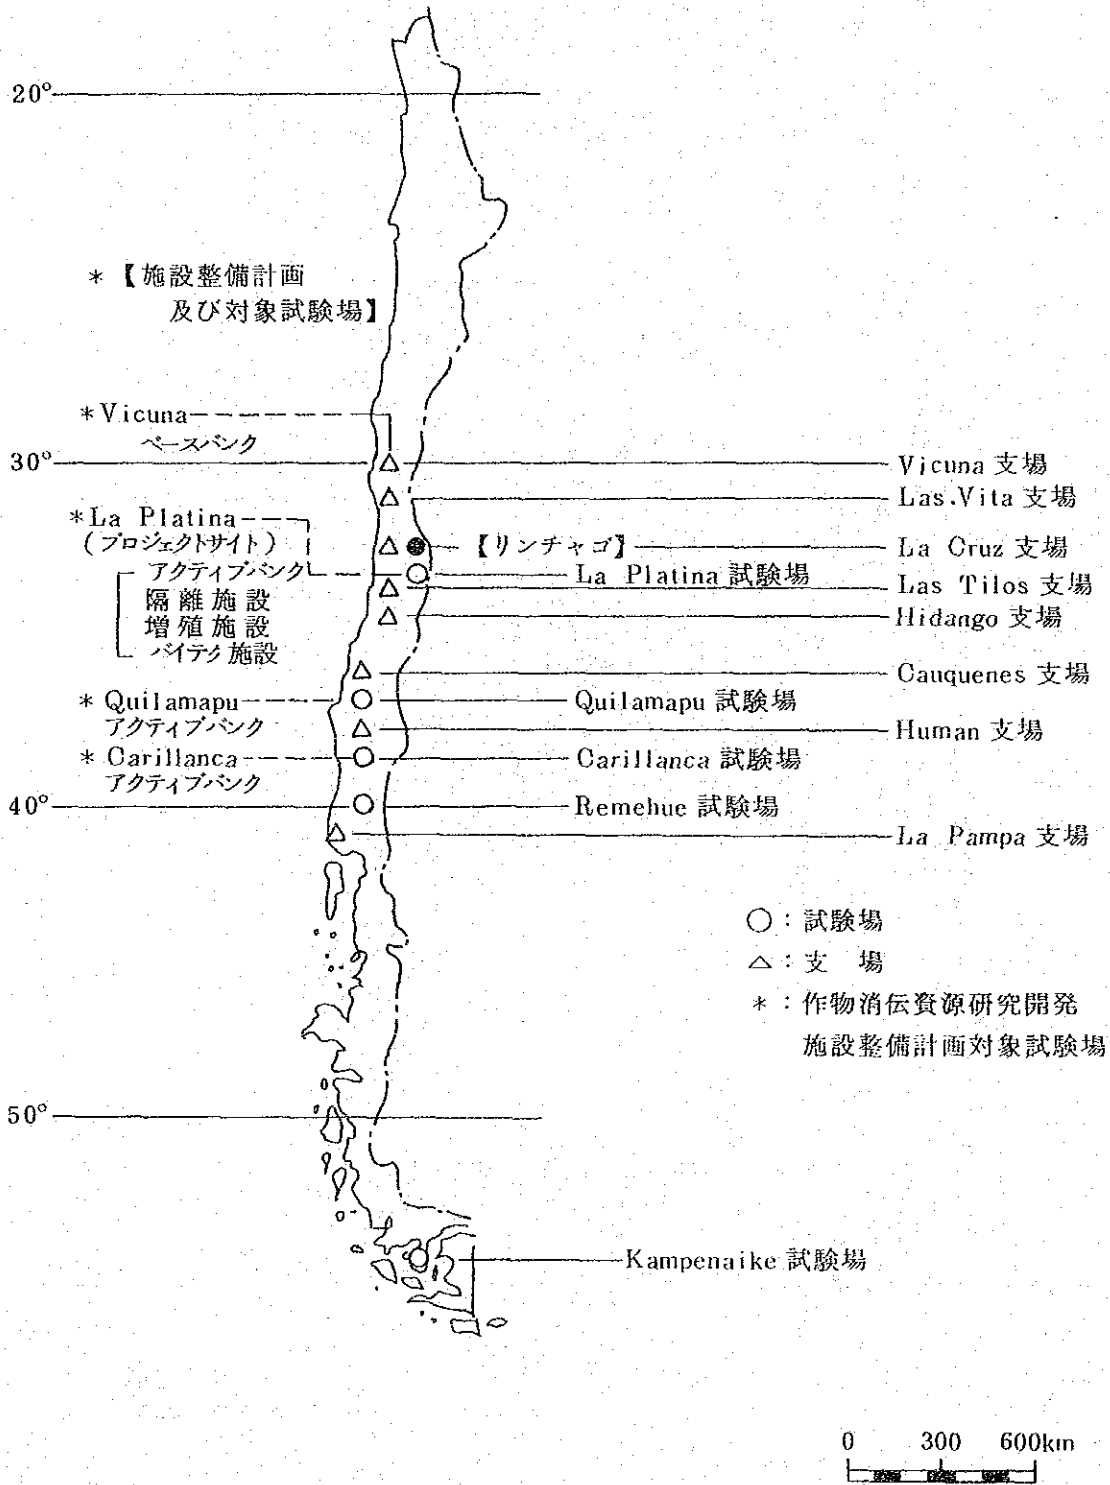 20°
* 【施設整備計画
及び対象試験場】
*Vicuna
ベースバンク
30°
Vicuna 支場
Las.Vita 支場
*La Platina
(プロジェクトサイト)
【リンチャゴ】
La Cruz 支場
アクティブバンク
La Platina 試験場
Las Tilos 支場
隔離施設
増殖施設
Hidango 支場
バイテク施設
Cauquenes 支場
* Quilamapu
Quilamapu 試験場
アクティブバンク
Human 支場
* Carillanca
Carillanca 試験場
アクティブバンク
40°
Remehue 試験場
La Pampa 支場
○：試験場
△：支　場
*：作物消伝資源研究開発
施設整備計画対象試験場
50°
Kampenaike 試験場
0 300 600km